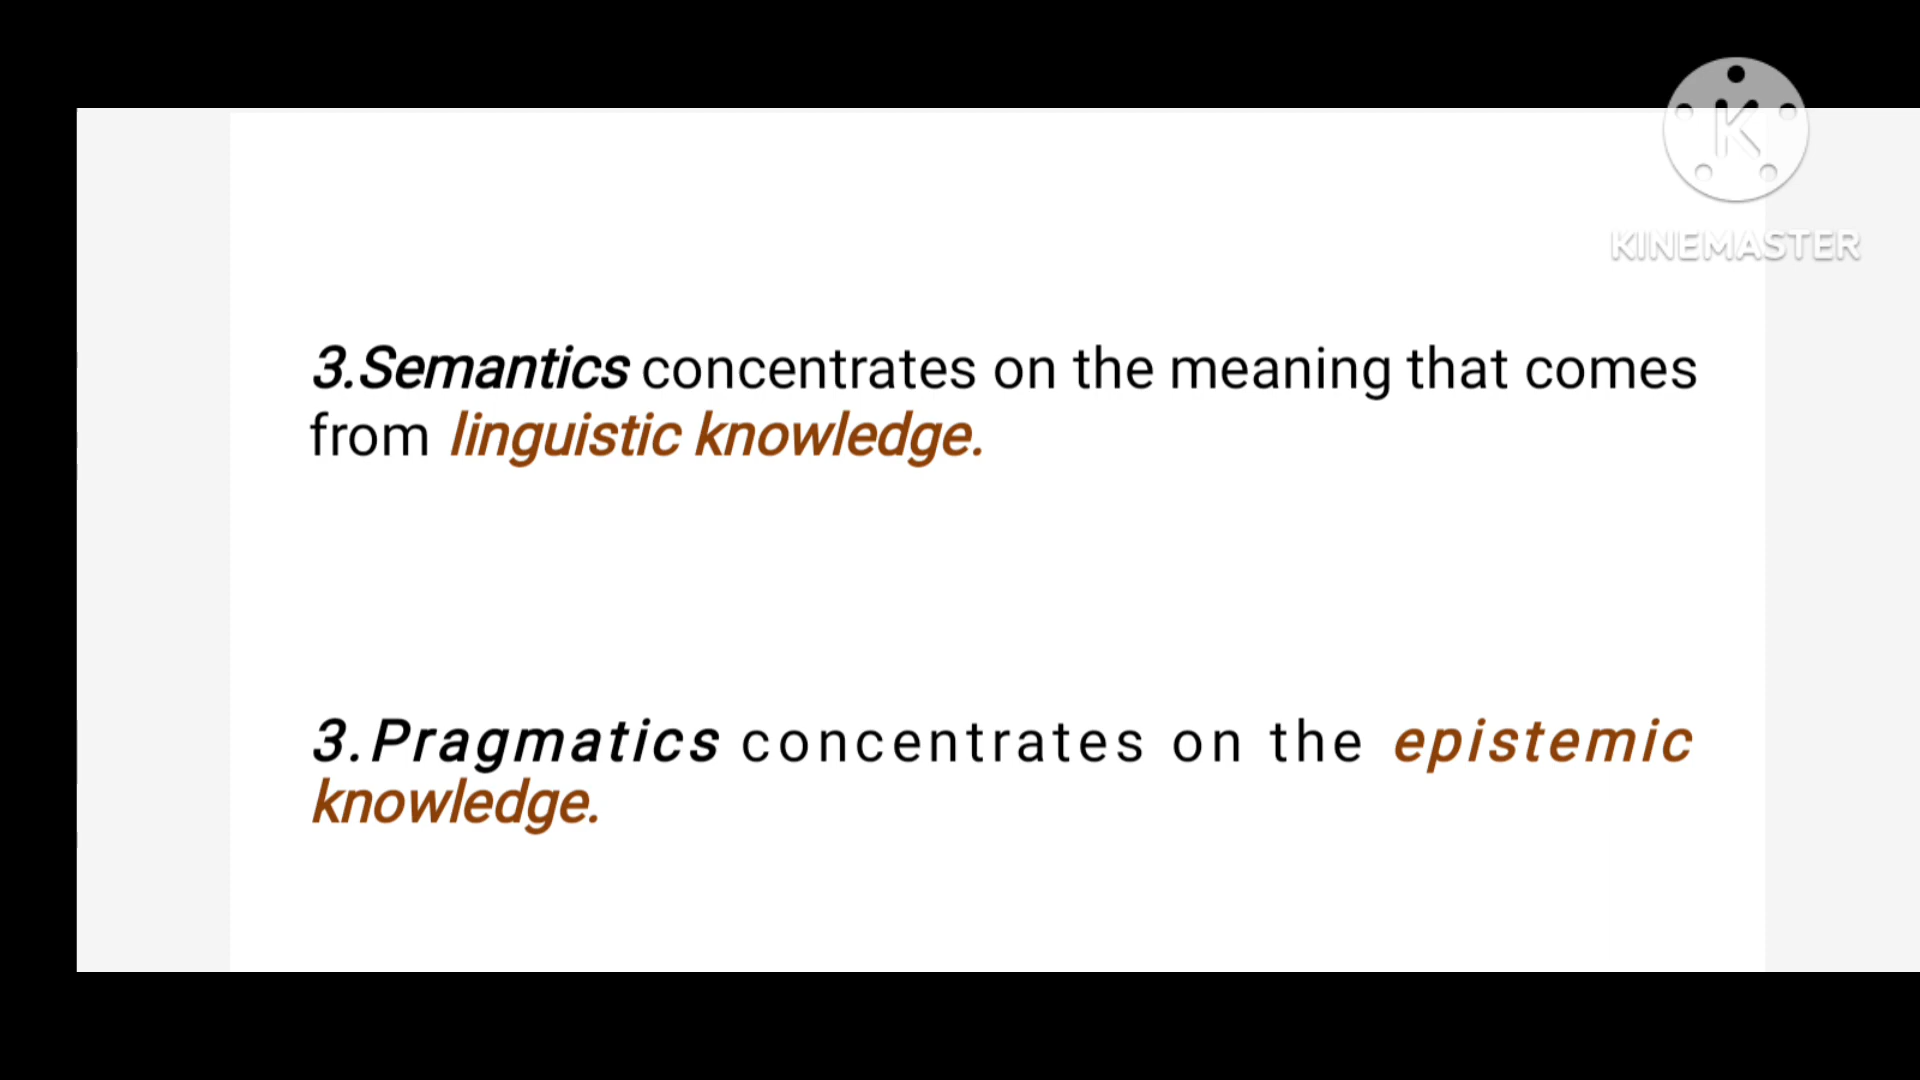 K
KINEMASTER
3.Semantics concentrates on the meaning that comes
from linguistic knowledge.
3.Pragmatics concentrates on the epistemic
knowledge.